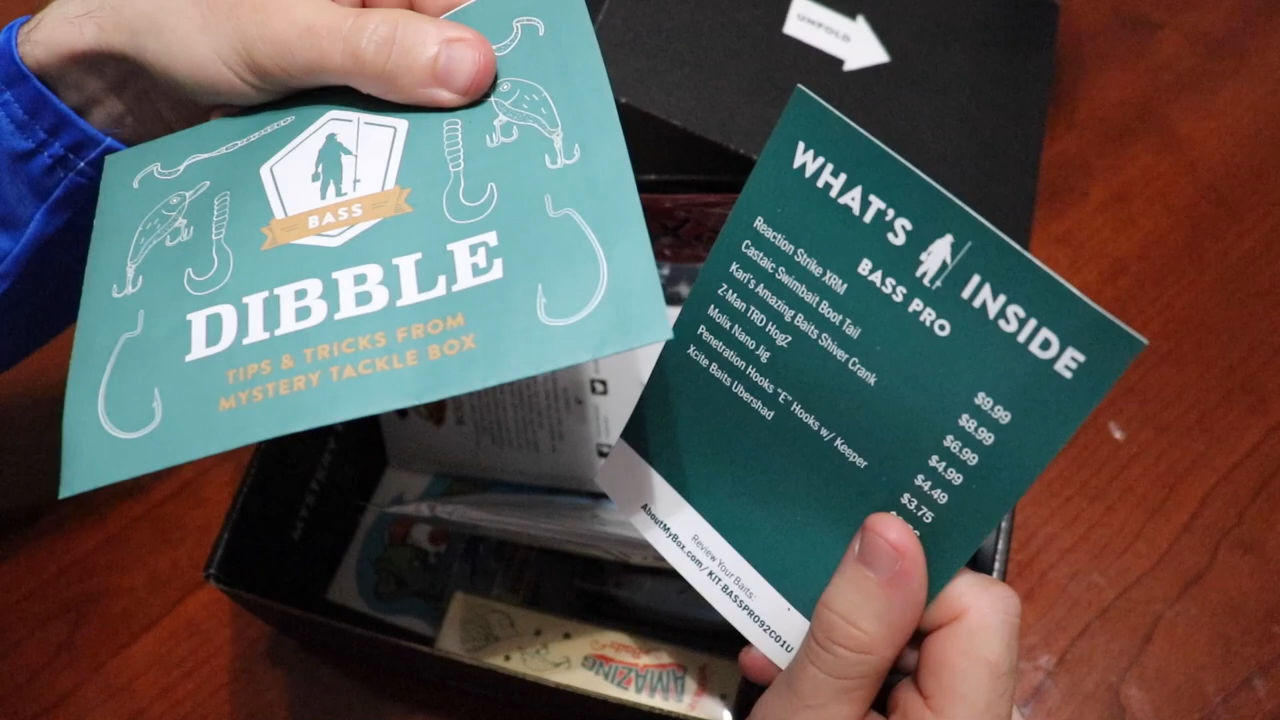 UNFOLD
BASS
DIBBLE
TIPS & TRICKS FROM
MYSTERY TACKLE BOX
WHAT'S INSIDE
BASS PRO
Reaction Strike XRM $9.99
Castaic Swimbait Boot Tail $8.99
Karl's Amazing Baits Shiver Crank $6.99
Z-Man TRD HogZ $4.99
Molix Nano Jig $4.49
Penetration Hooks "E" Hooks w/ Keeper $3.75
Xcite Baits Ubershad
Review Your Baits:
AboutMyBox.com/ KIT-BASSPRO92C01U
AMAZING
Baits